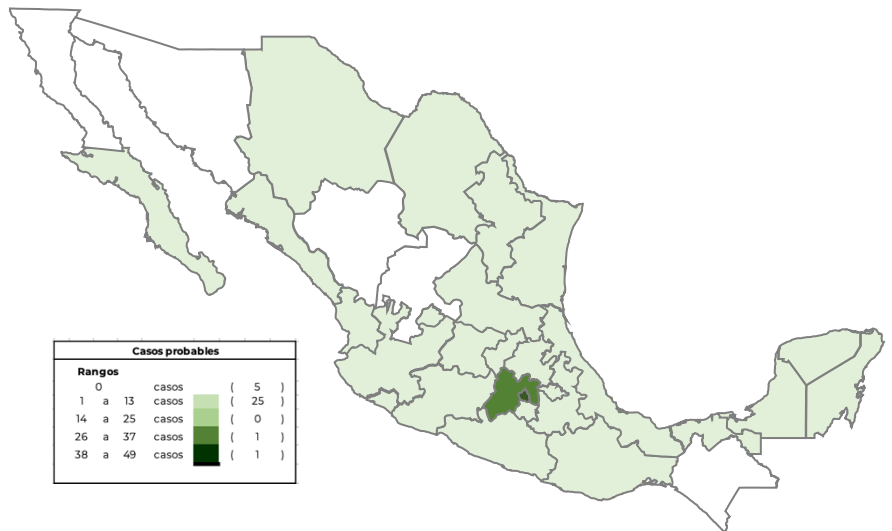 Casos probables
Rangos
0 casos ( 5 )
1 a 13 casos ( 25 )
14 a 25 casos ( 0 )
26 a 37 casos ( 1 )
38 a 49 casos ( 1 )